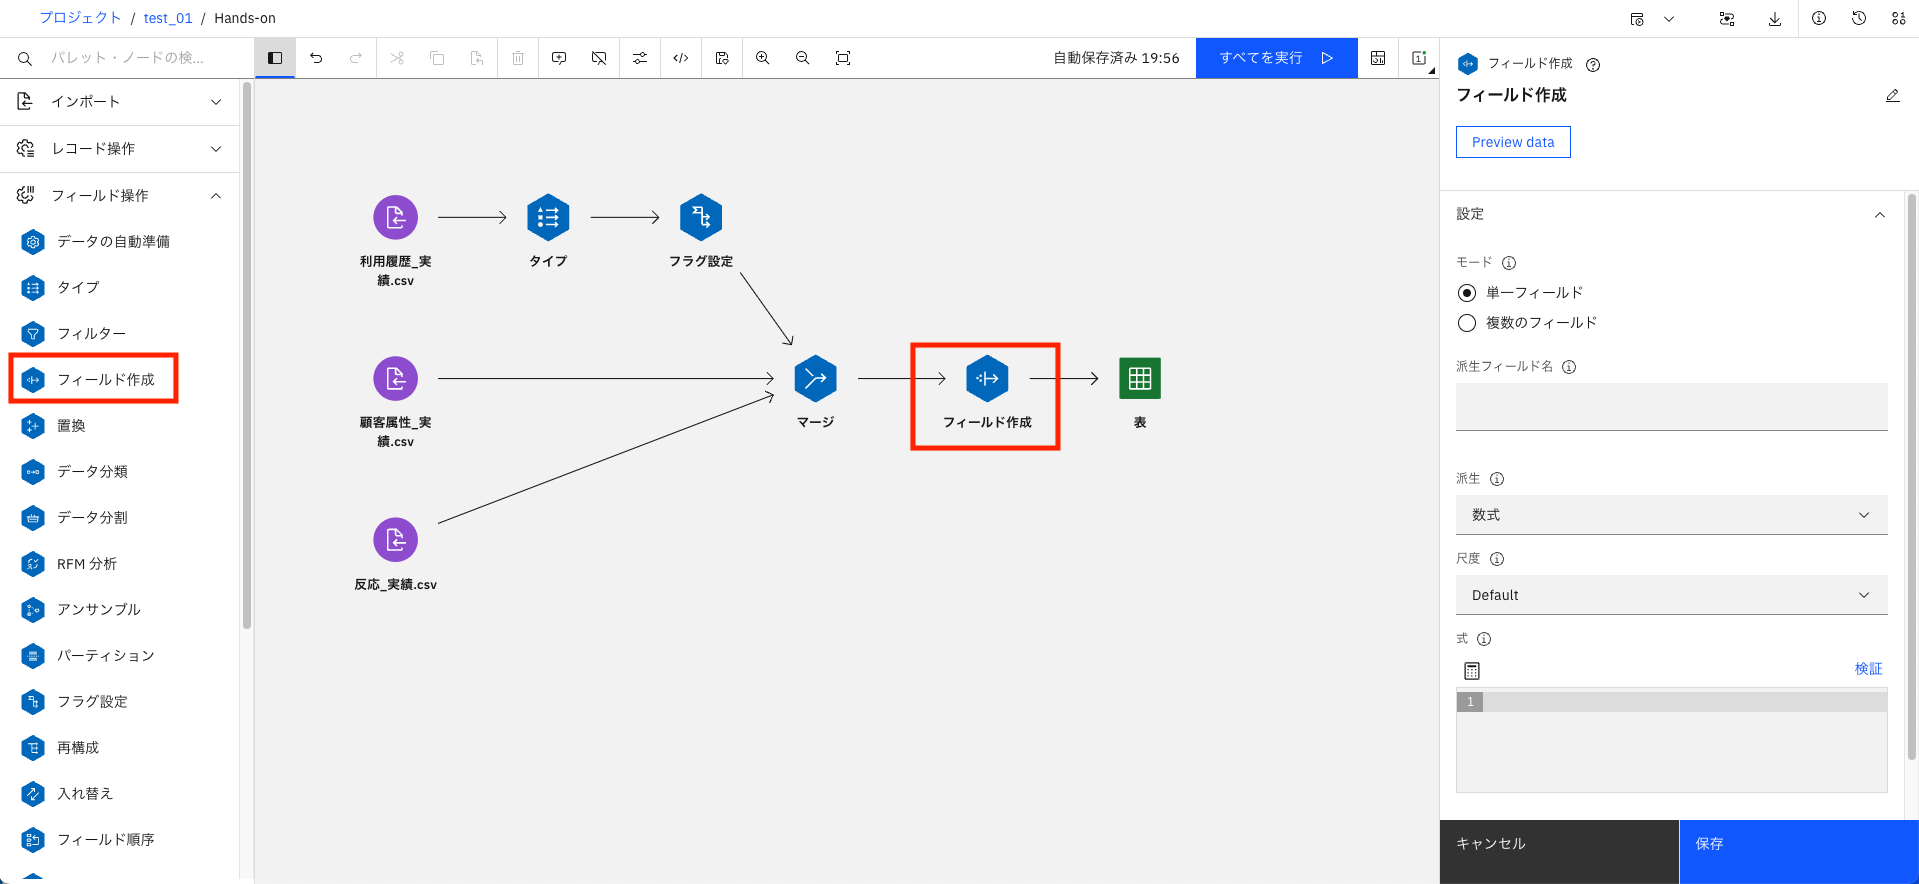 プロジェクト / test_01 / Hands-on
パレット・ノードの検...
自動保存済み 19:56
すべてを実行
インポート
レコード操作
フィールド操作
データの自動準備
タイプ
フィルター
フィールド作成
置換
データ分類
データ分割
RFM 分析
アンサンブル
パーティション
フラグ設定
再構成
入れ替え
フィールド順序
利用履歴_実
績.csv
タイプ
フラグ設定
顧客属性_実
績.csv
マージ
フィールド作成
表
反応_実績.csv
フィールド作成
フィールド作成
Preview data
設定
モード
単一フィールド
複数のフィールド
派生フィールド名
派生
数式
尺度
Default
式
検証
1
キャンセル
保存